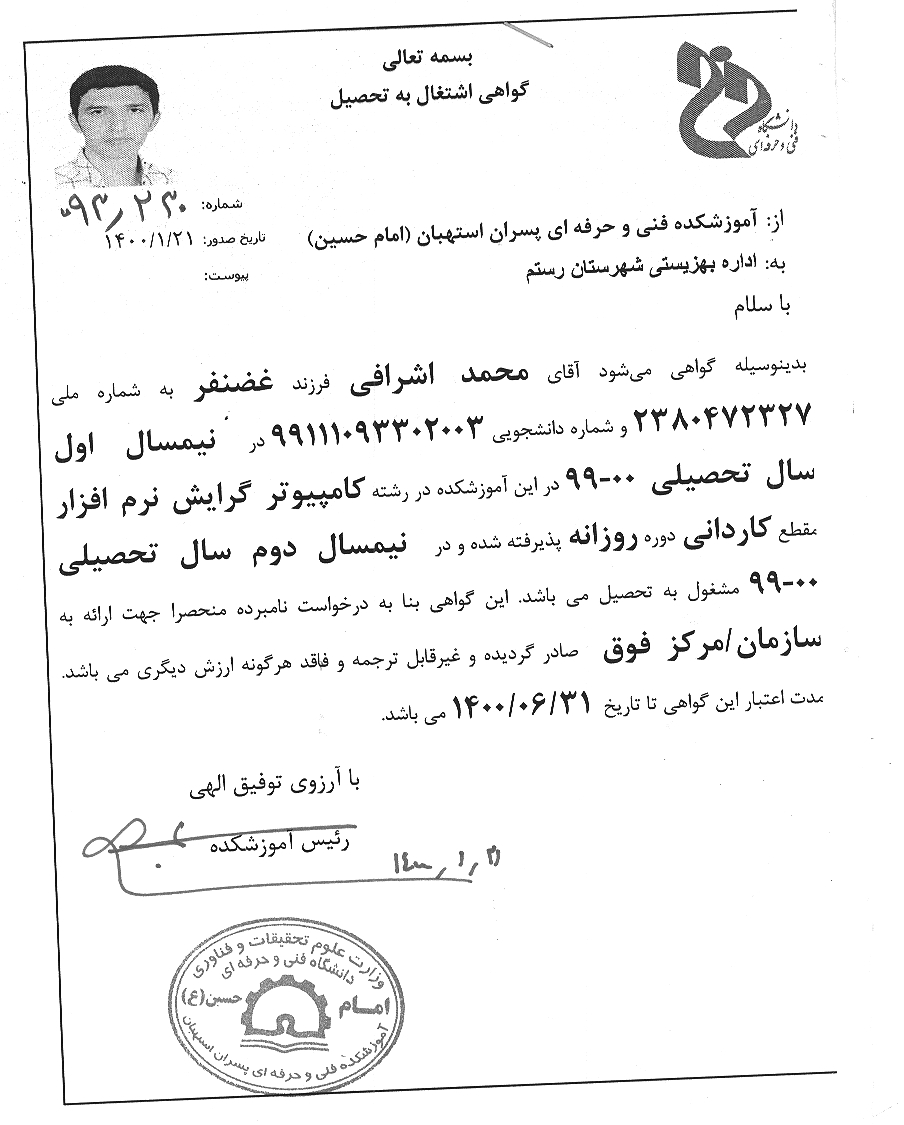 بسمه تعالی
گواهی اشتغال به تحصیل
دانشگاه
فنی و حرفه ای
شماره:
تاریخ صدور: ۱۴۰۰/۱/۲۱
پیوست:
از: آموزشکده فنی و حرفه ای پسران استهبان (امام حسین)
به: اداره بهزیستی شهرستان رستم
با سلام
بدینوسیله گواهی می‌شود آقای محمد اشرافی فرزند غضنفر به شماره ملی
۲۳۸۰۴۷۲۳۲۷ و شماره دانشجویی ۹۹۱۱۱۰۹۳۳۰۲۰۰۳ در نیمسال اول
سال تحصیلی ۰۰-۹۹ در این آموزشکده در رشته کامپیوتر گرایش نرم افزار
مقطع کاردانی دوره روزانه پذیرفته شده و در نیمسال دوم سال تحصیلی
۰۰-۹۹ مشغول به تحصیل می باشد. این گواهی بنا به درخواست نامبرده منحصرا جهت ارائه به
سازمان/مرکز فوق صادر گردیده و غیرقابل ترجمه و فاقد هرگونه ارزش دیگری می باشد.
مدت اعتبار این گواهی تا تاریخ ۱۴۰۰/۰۶/۳۱ می باشد.
با آرزوی توفیق الهی
رئیس آموزشکده
وزارت علوم تحقیقات و فناوری
دانشگاه فنی و حرفه ای
امام حسین(ع)
آموزشکده فنی و حرفه ای پسران استهبان